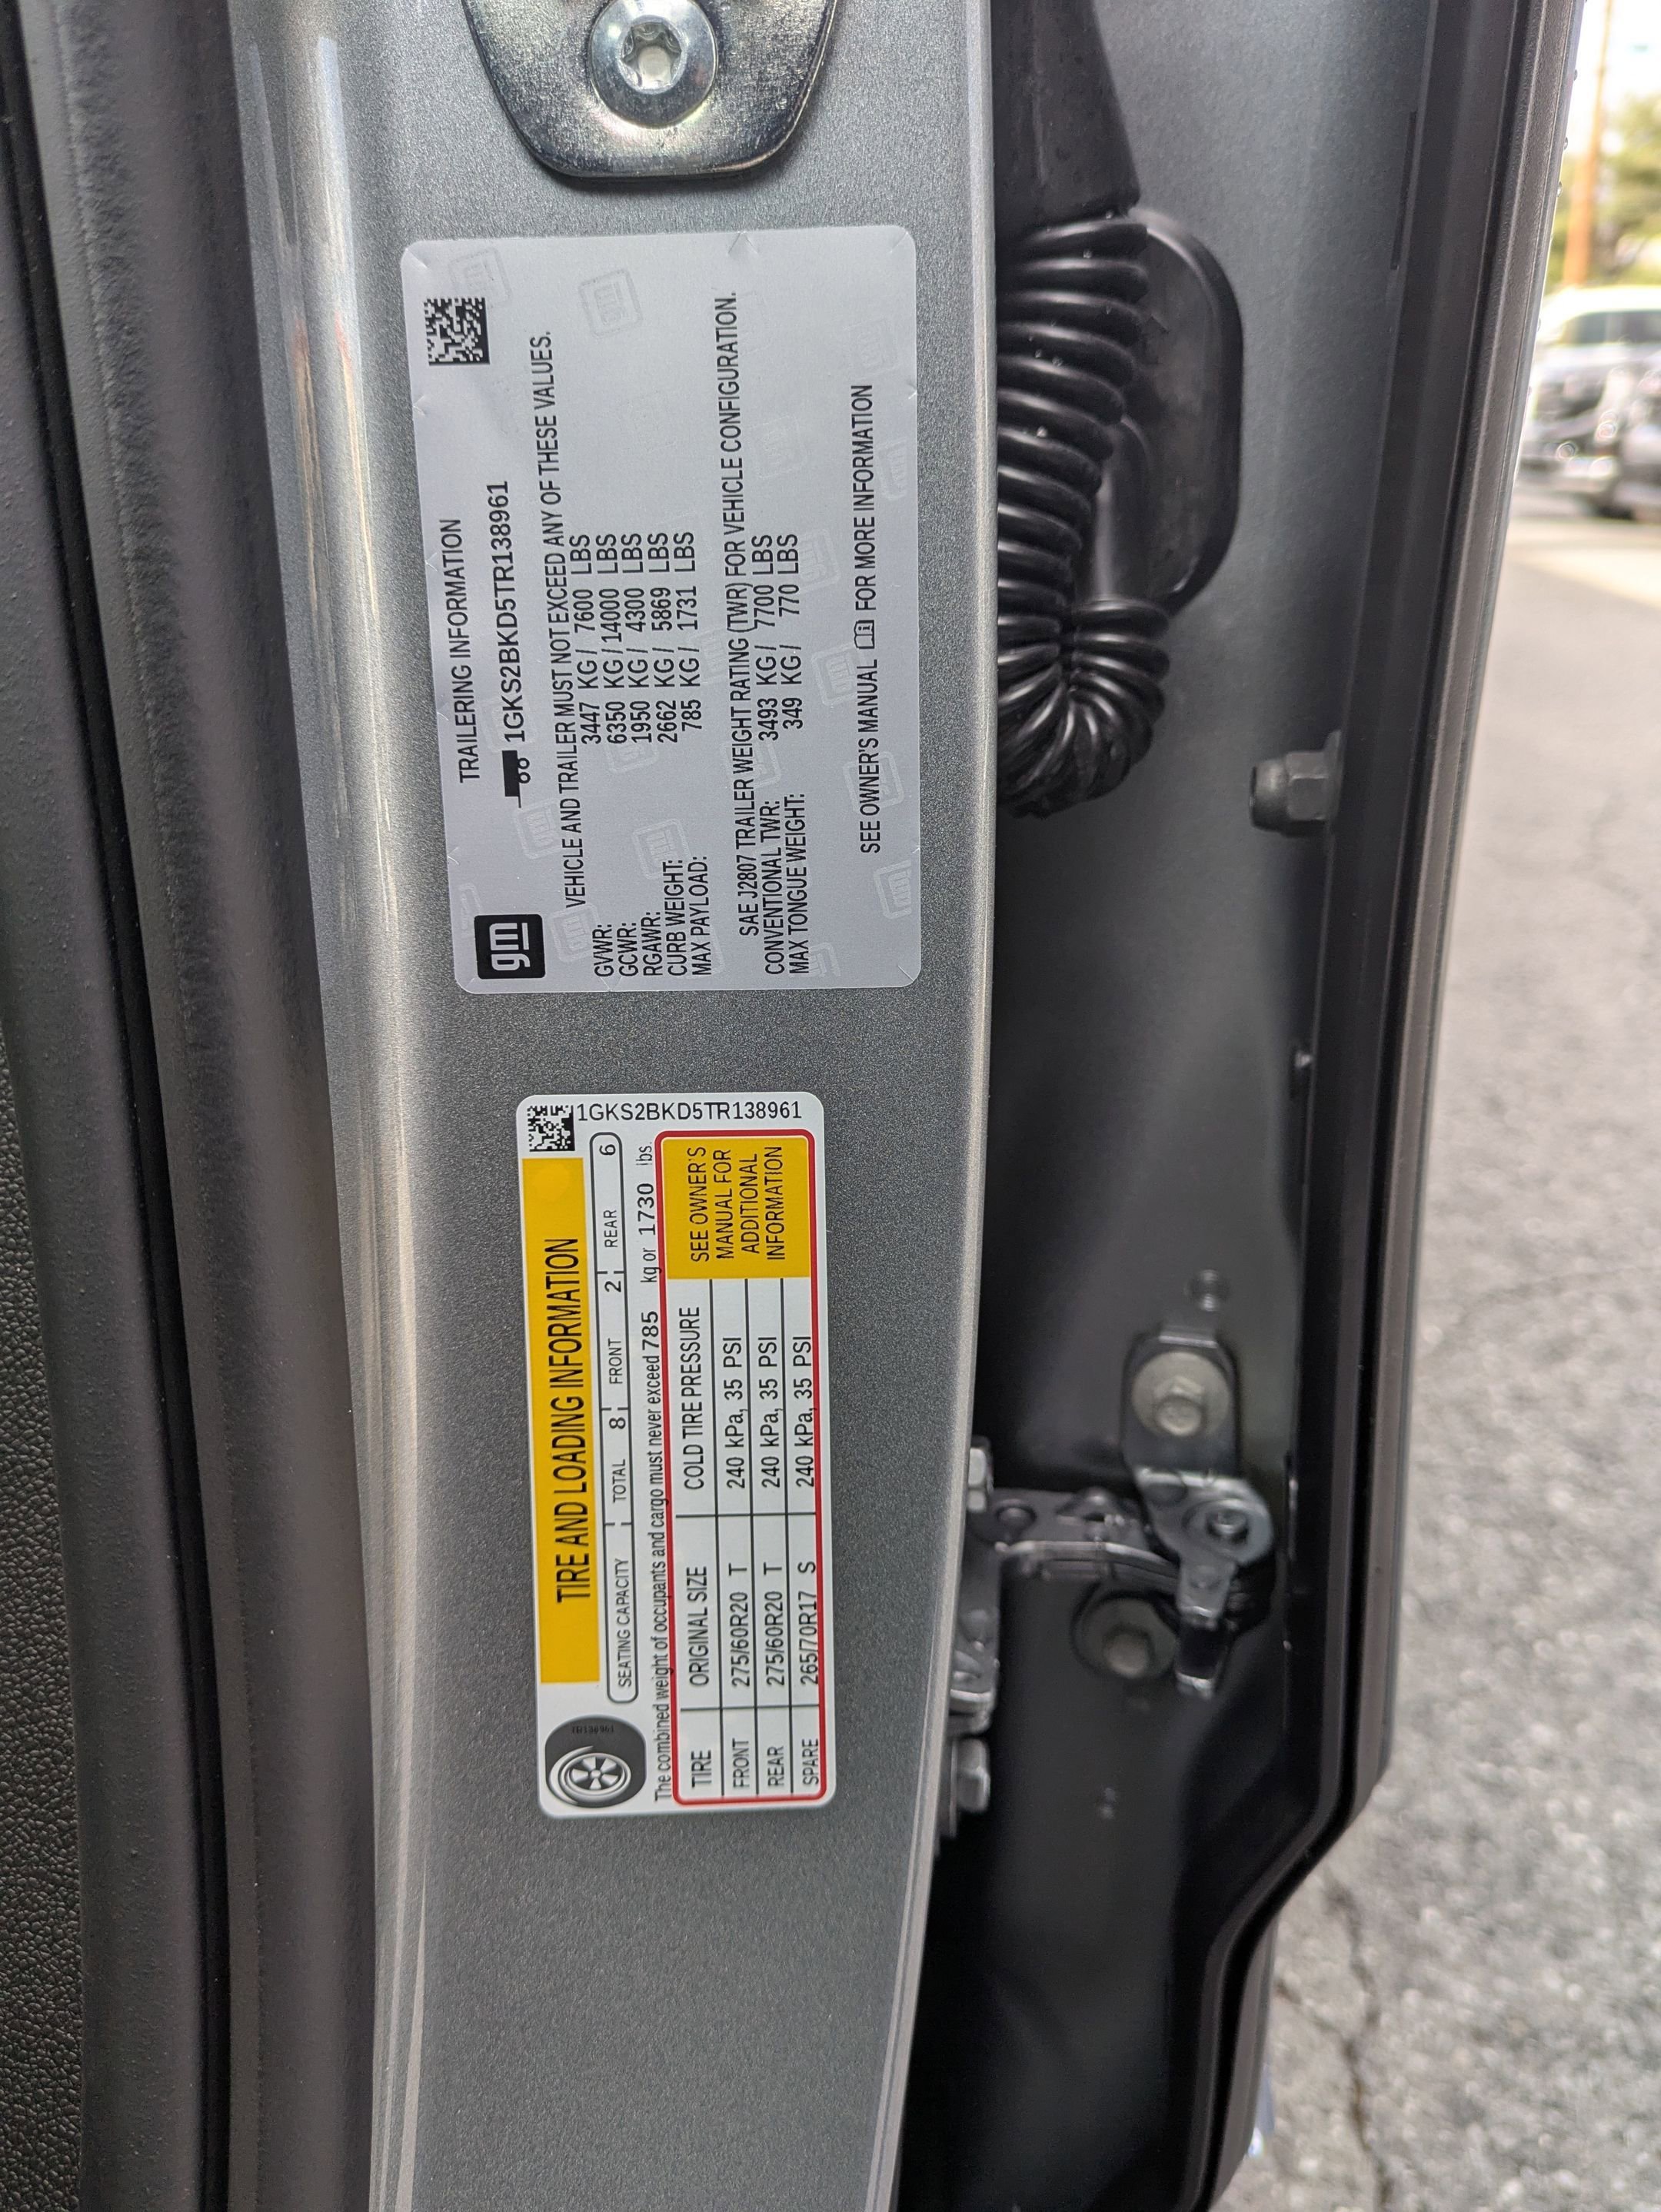 TRAILERING INFORMATION
1GKS2BKD5TR138961
gm
VEHICLE AND TRAILER MUST NOT EXCEED ANY OF THESE VALUES.
GVWR: 3447 KG / 7600 LBS
GCWR: 6350 KG / 14000 LBS
RGAWR: 1950 KG / 4300 LBS
CURB WEIGHT: 2662 KG / 5869 LBS
MAX PAYLOAD: 785 KG / 1731 LBS
SAE J2807 TRAILER WEIGHT RATING (TWR) FOR VEHICLE CONFIGURATION.
CONVENTIONAL TWR: 3493 KG / 7700 LBS
MAX TONGUE WEIGHT: 349 KG / 770 LBS
SEE OWNER'S MANUAL FOR MORE INFORMATION
TIRE AND LOADING INFORMATION
SEATING CAPACITY TOTAL 8 FRONT 2 REAR 6
The combined weight of occupants and cargo must never exceed 785 kg or 1730 lbs.
TIRE ORIGINAL SIZE COLD TIRE PRESSURE
FRONT 275/60R20 T 240 kPa, 35 PSI
REAR 275/60R20 T 240 kPa, 35 PSI
SPARE 265/70R17 S 240 kPa, 35 PSI
SEE OWNER'S
MANUAL FOR
ADDITIONAL
INFORMATION
1GKS2BKD5TR138961
TR138961